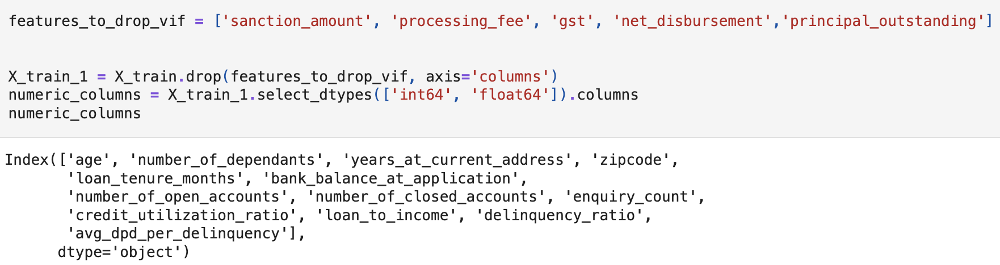 features_to_drop_vif = ['sanction_amount', 'processing_fee', 'gst', 'net_disbursement','principal_outstanding']
X_train_1 = X_train.drop(features_to_drop_vif, axis='columns')
numeric_columns = X_train_1.select_dtypes(['int64', 'float64']).columns
numeric_columns
Index(['age', 'number_of_dependants', 'years_at_current_address', 'zipcode',
'loan_tenure_months', 'bank_balance_at_application',
'number_of_open_accounts', 'number_of_closed_accounts', 'enquiry_count',
'credit_utilization_ratio', 'loan_to_income', 'delinquency_ratio',
'avg_dpd_per_delinquency'],
dtype='object')